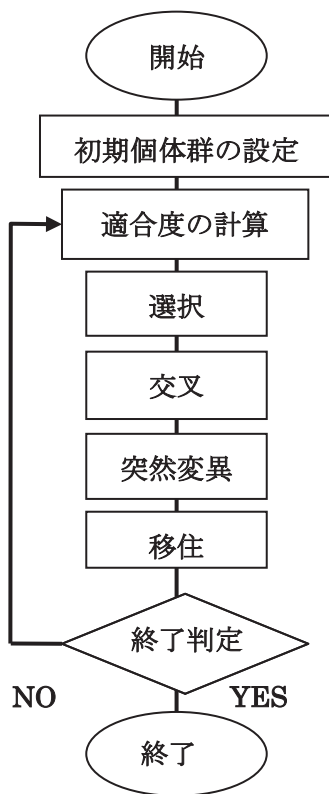 開始
初期個体群の設定
適合度の計算
選択
交叉
突然変異
移住
終了判定
NO
YES
終了